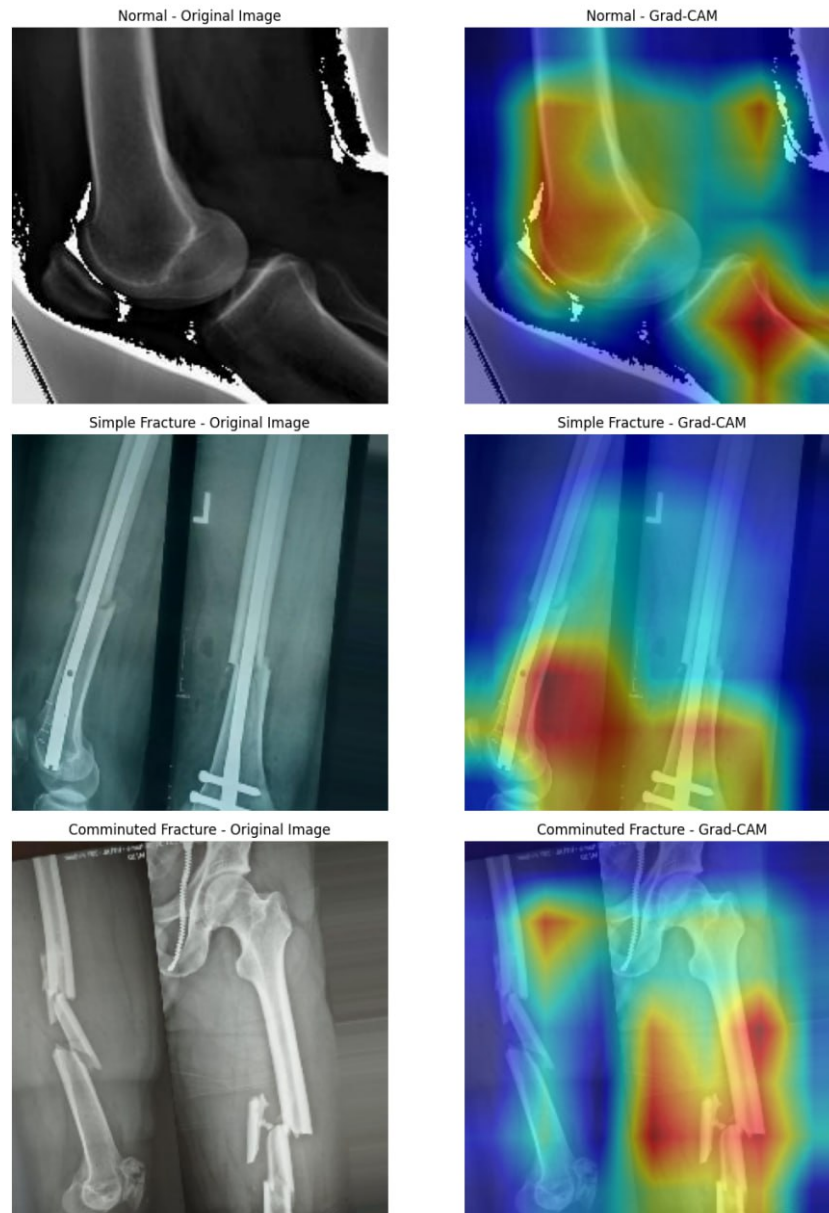 Normal - Original Image
Normal - Grad-CAM
Simple Fracture - Original Image
Simple Fracture - Grad-CAM
L
L
Comminuted Fracture - Original Image
Comminuted Fracture - Grad-CAM